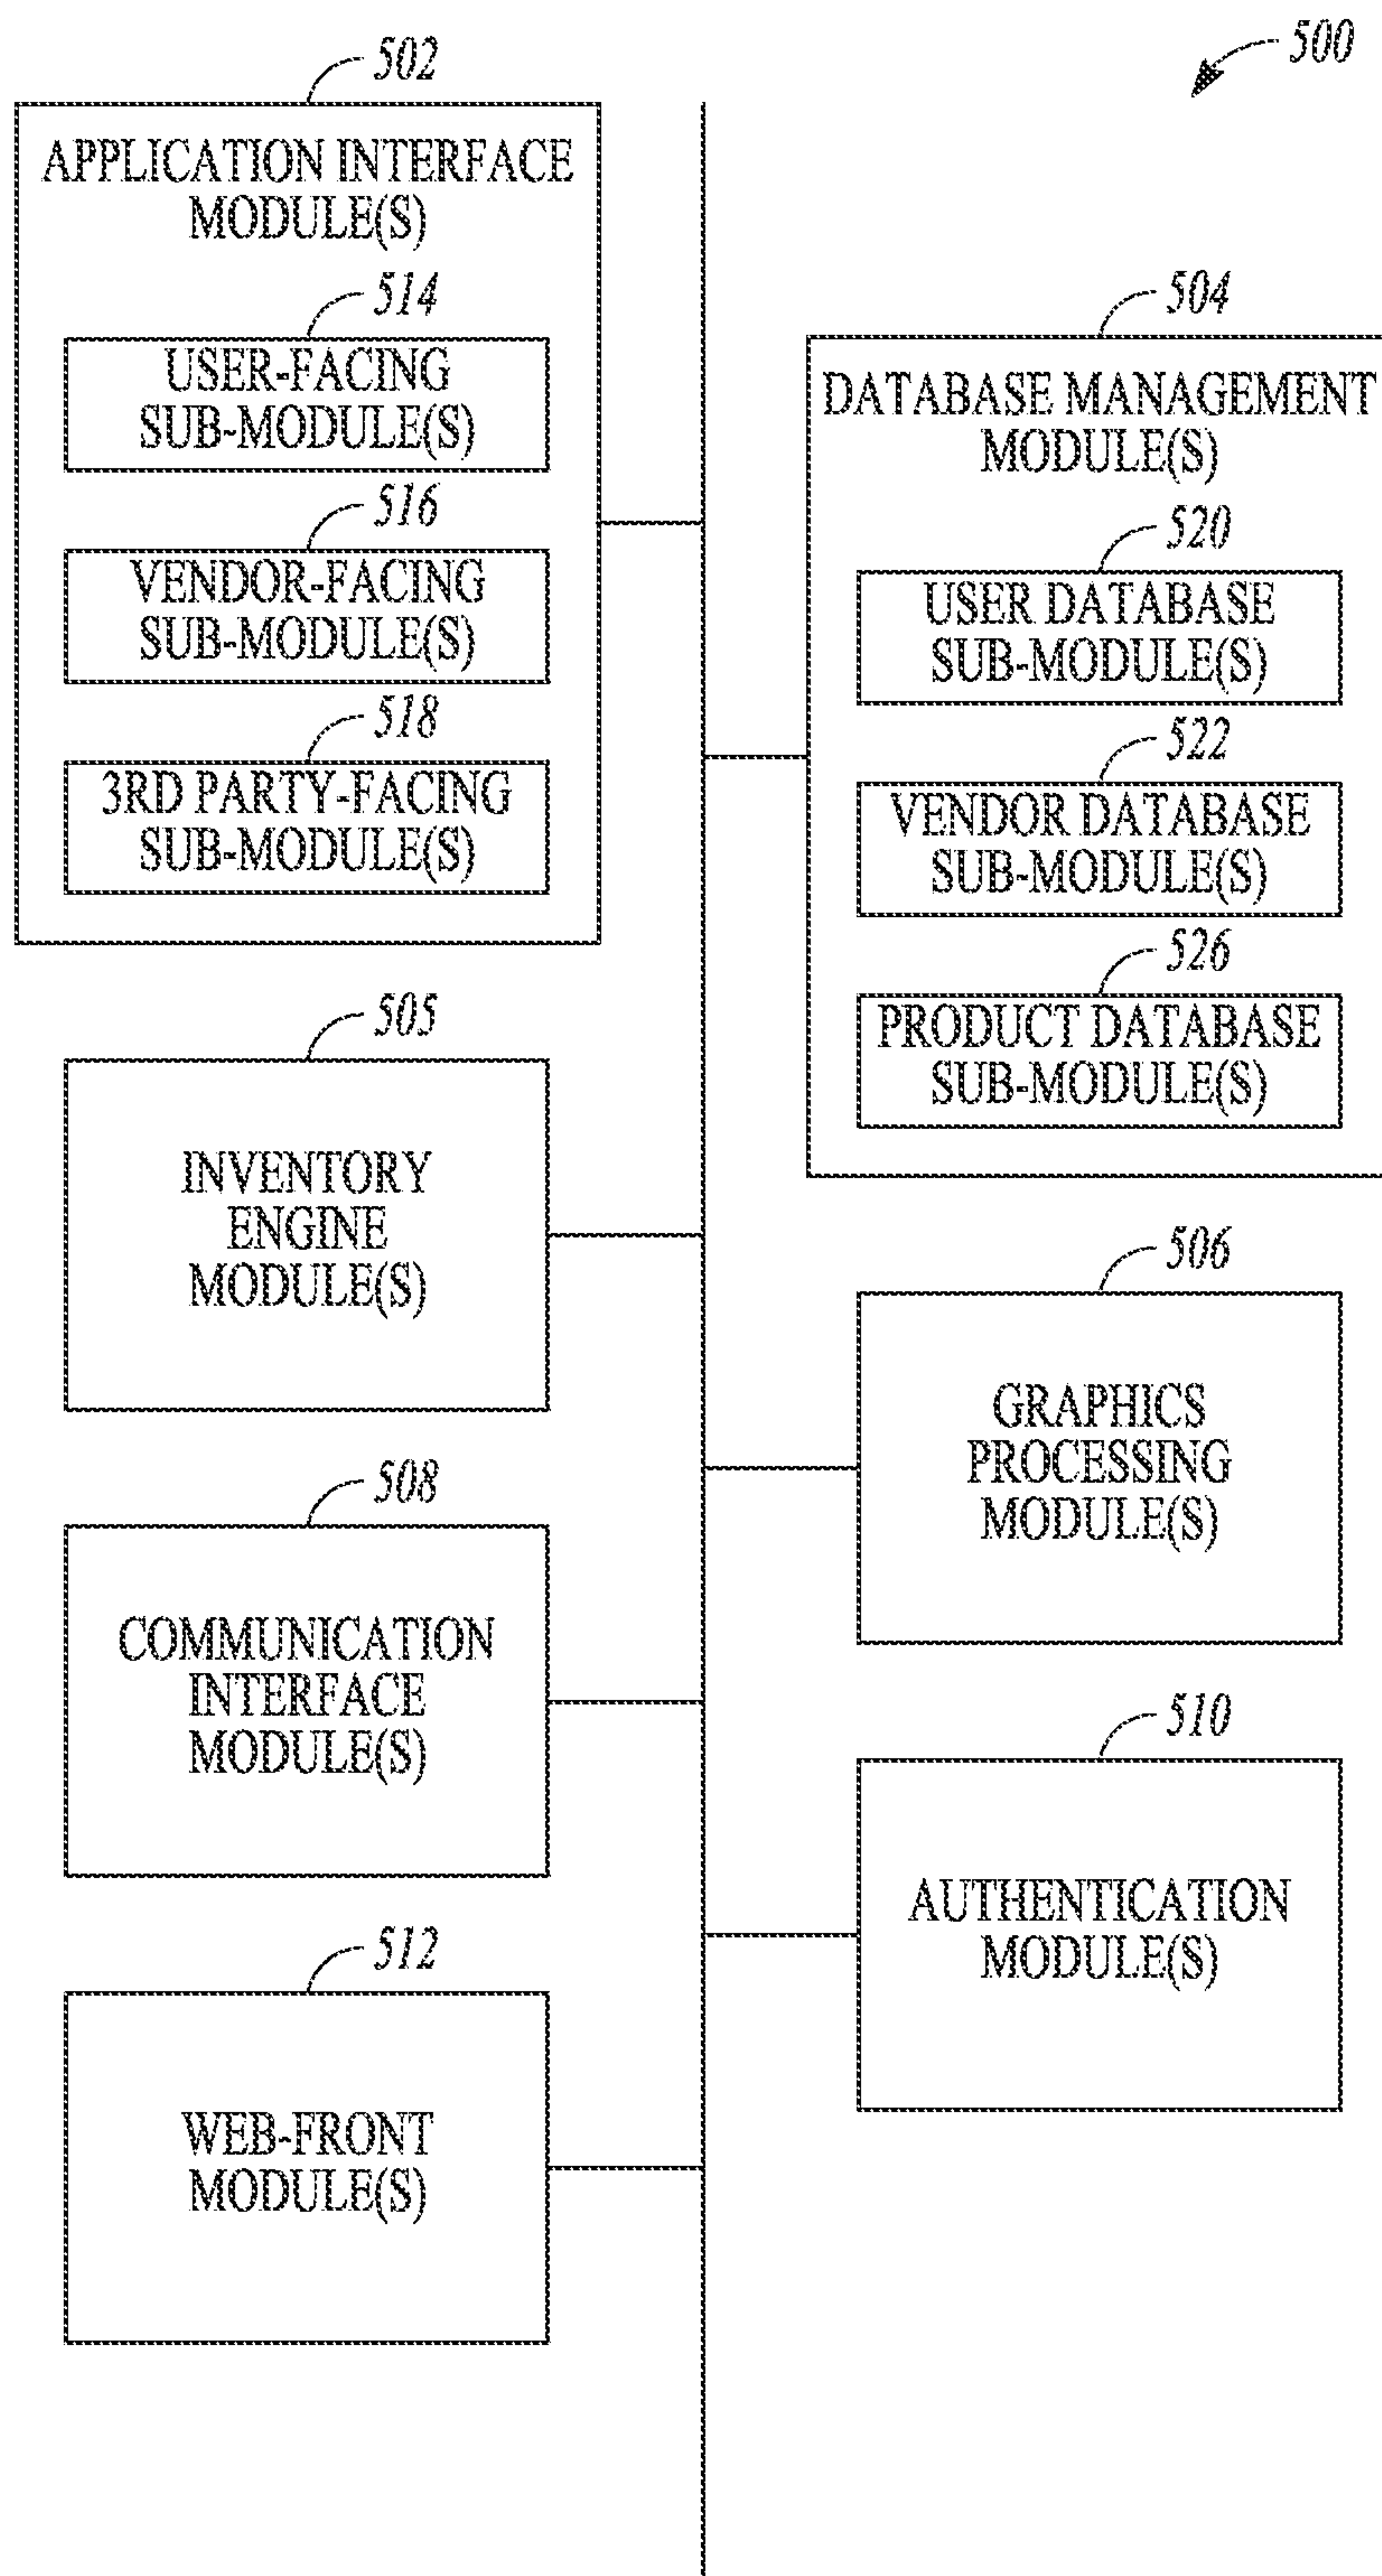 500
502
APPLICATION INTERFACE
MODULE(S)
514
USER-FACING
SUB-MODULE(S)
516
VENDOR-FACING
SUB-MODULE(S)
518
3RD PARTY-FACING
SUB-MODULE(S)
504
DATABASE MANAGEMENT
MODULE(S)
520
USER DATABASE
SUB-MODULE(S)
522
VENDOR DATABASE
SUB-MODULE(S)
526
PRODUCT DATABASE
SUB-MODULE(S)
505
INVENTORY
ENGINE
MODULE(S)
506
GRAPHICS
PROCESSING
MODULE(S)
508
COMMUNICATION
INTERFACE
MODULE(S)
510
AUTHENTICATION
MODULE(S)
512
WEB-FRONT
MODULE(S)